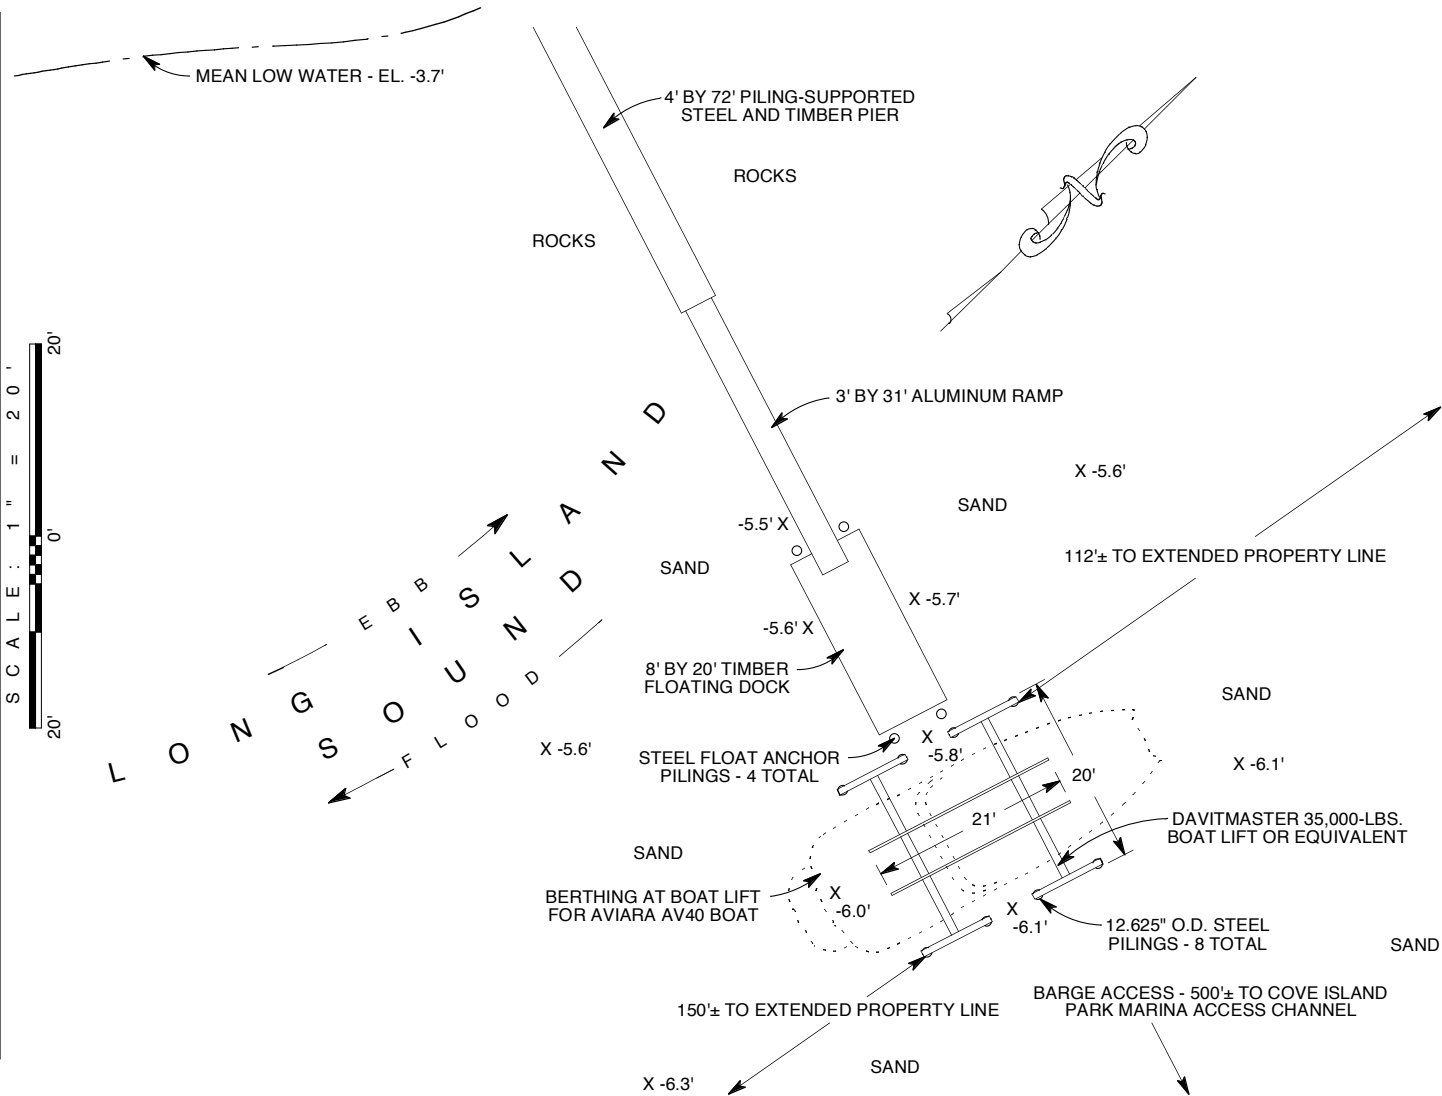 MEAN LOW WATER - EL. -3.7'
4' BY 72' PILING-SUPPORTED
STEEL AND TIMBER PIER
ROCKS
ROCKS
SCALE: 1" = 20'
20'
0'
20'
3' BY 31' ALUMINUM RAMP
X -5.6'
SAND
-5.5' X
112'± TO EXTENDED PROPERTY LINE
SAND
EBB
LONG ISLAND
SOUND
FLOOD
X -5.7'
-5.6' X
8' BY 20' TIMBER
FLOATING DOCK
SAND
X -5.6'
X
-5.8'
STEEL FLOAT ANCHOR
PILINGS - 4 TOTAL
X -6.1'
20'
21'
DAVITMASTER 35,000-LBS.
BOAT LIFT OR EQUIVALENT
SAND
BERTHING AT BOAT LIFT
FOR AVIARA AV40 BOAT
X
-6.0'
X
-6.1'
12.625" O.D. STEEL
PILINGS - 8 TOTAL
SAND
BARGE ACCESS - 500'± TO COVE ISLAND
PARK MARINA ACCESS CHANNEL
150'± TO EXTENDED PROPERTY LINE
SAND
X -6.3'